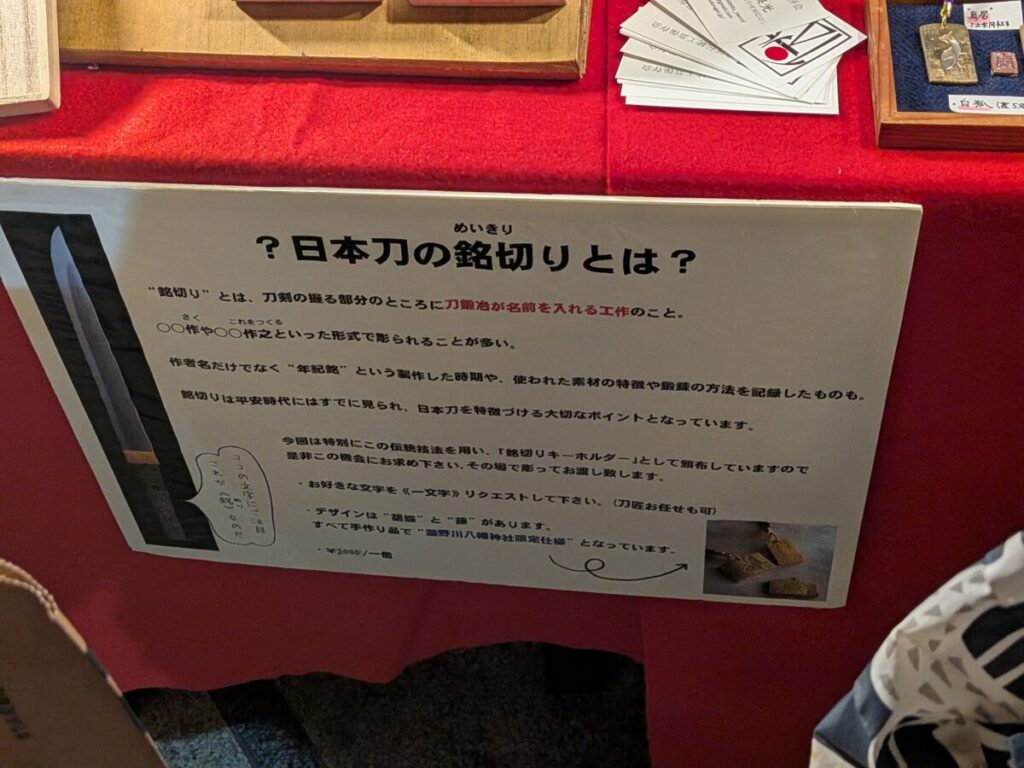 鳥居
白狐
めいきり
？日本刀の銘切りとは？
“銘切り”とは、刀剣の握る部分のところに刀鍛冶が名前を入れる工作のこと。
さく これをつくる
○○作や○○作之といった形式で彫られることが多い。
作者名だけでなく“年紀銘”という製作した時期や、使われた素材の特徴や鍛錬の方法を記録したものも。
銘切りは平安時代にはすでに見られ、日本刀を特徴づける大切なポイントとなっています。
今回は特別にこの伝統技法を用い、「銘切りキーホルダー」として頒布していますので
是非この機会にお求め下さい.その場で彫ってお渡し致します。
・お好きな文字を《一文字》リクエストして下さい。（刀匠お任せも可）
・デザインは“胡蝶”と“藤”があります。
すべて手作り品で“瀧野川八幡神社限定仕様”となっています。
・￥2000/一個